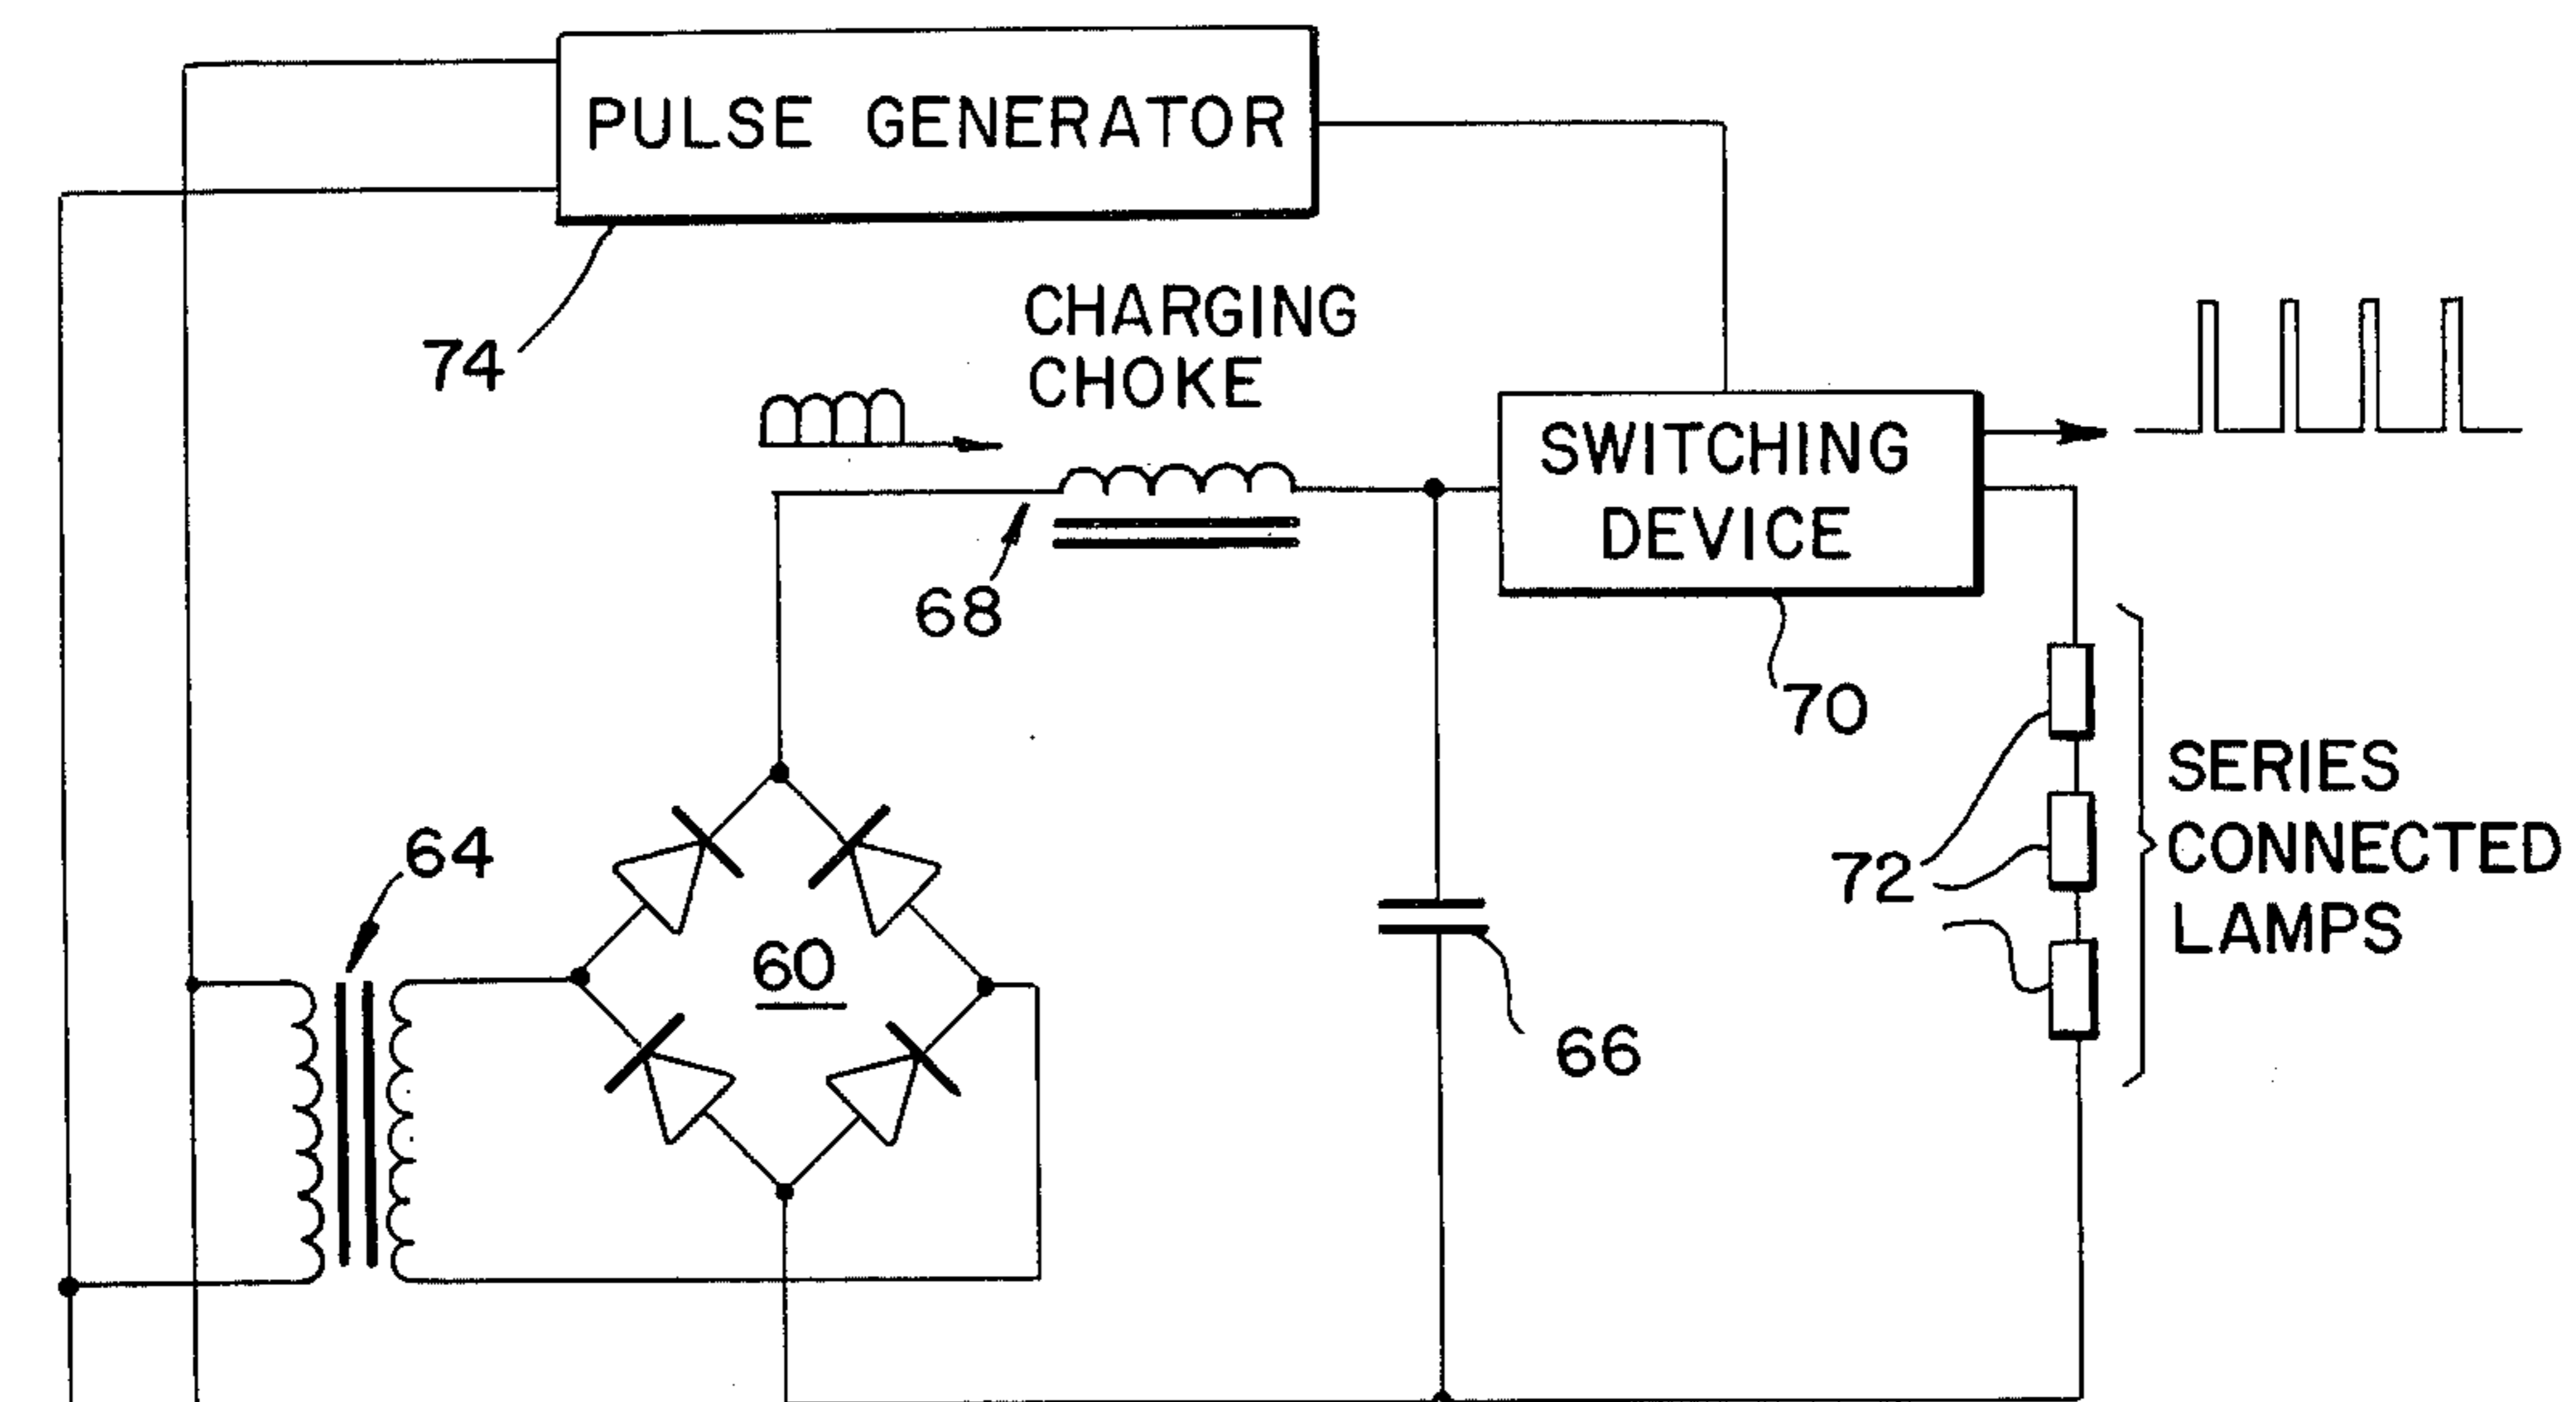 PULSE GENERATOR
74
CHARGING
CHOKE
68
SWITCHING
DEVICE
70
64
60
72
SERIES
CONNECTED
LAMPS
66